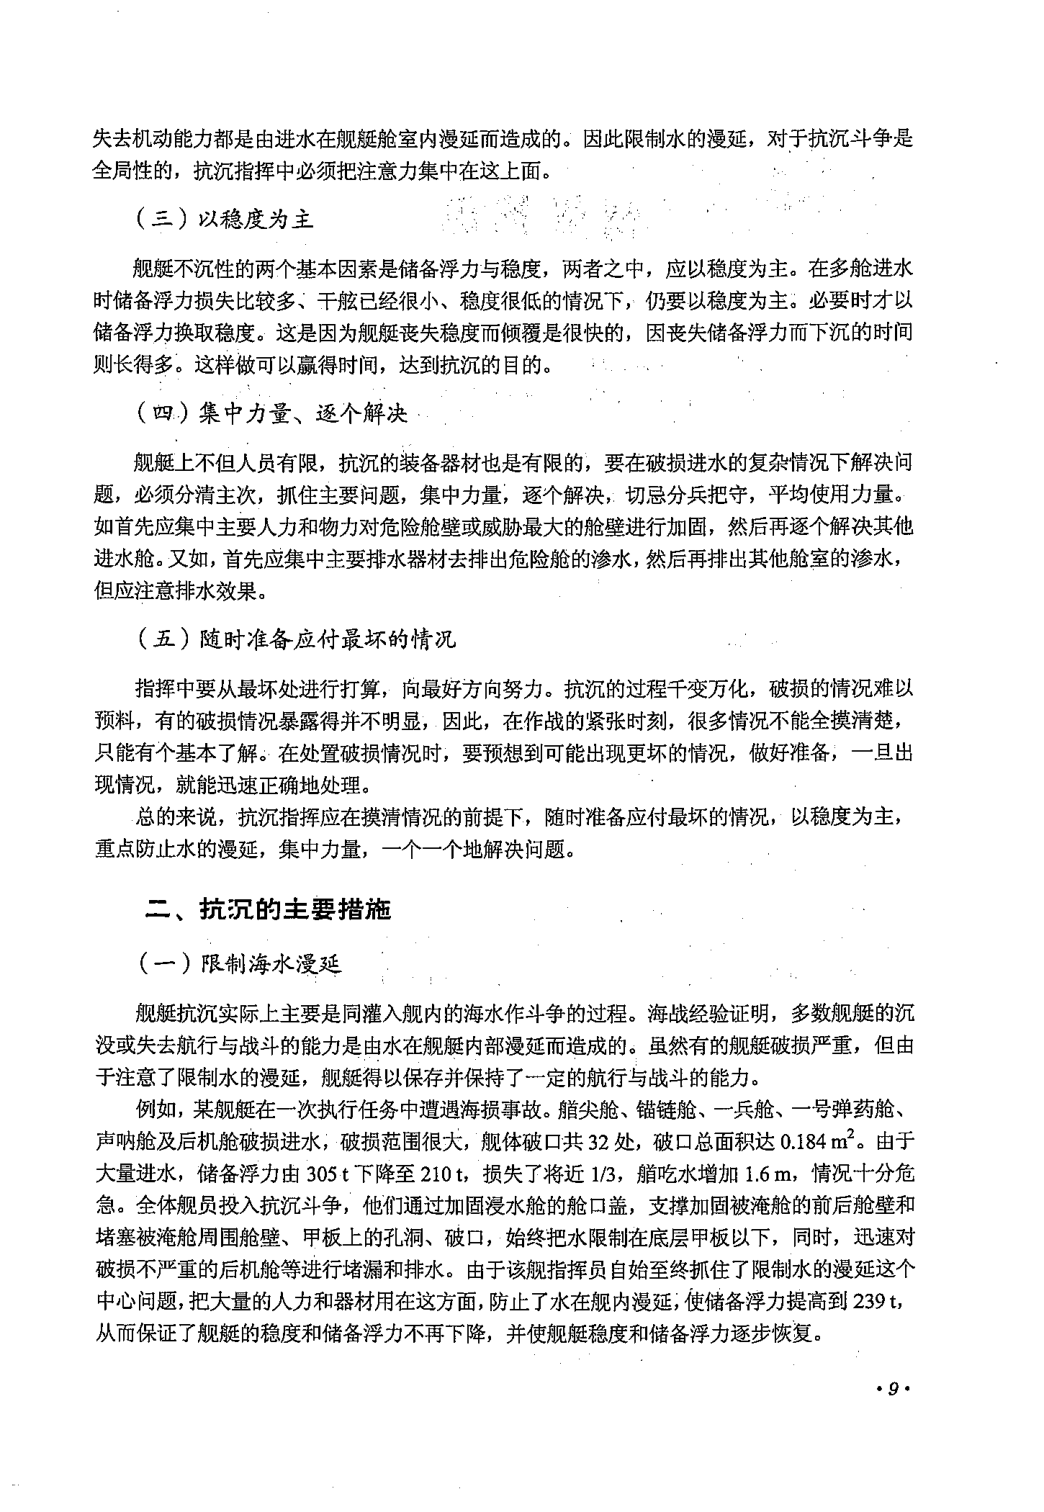 失去机动能力都是由进水在舰艇舱室内漫延而造成的。因此限制水的漫延，对于抗沉斗争是
全局性的，抗沉指挥中必须把注意力集中在这上面。
（三）以稳度为主
舰艇不沉性的两个基本因素是储备浮力与稳度，两者之中，应以稳度为主。在多舱进水
时储备浮力损失比较多、干舷已经很小、稳度很低的情况下，仍要以稳度为主。必要时才以
储备浮力换取稳度。这是因为舰艇丧失稳度而倾覆是很快的，因丧失储备浮力而下沉的时间
则长得多。这样做可以赢得时间，达到抗沉的目的。
（四）集中力量、逐个解决
舰艇上不但人员有限，抗沉的装备器材也是有限的，要在破损进水的复杂情况下解决问
题，必须分清主次，抓住主要问题，集中力量，逐个解决，切忌分兵把守，平均使用力量。
如首先应集中主要人力和物力对危险舱壁或威胁最大的舱壁进行加固，然后再逐个解决其他
进水舱。又如，首先应集中主要排水器材去排出危险舱的渗水，然后再排出其他舱室的渗水，
但应注意排水效果。
（五）随时准备应付最坏的情况
指挥中要从最坏处进行打算，向最好方向努力。抗沉的过程千变万化，破损的情况难以
预料，有的破损情况暴露得并不明显，因此，在作战的紧张时刻，很多情况不能全摸清楚，
只能有个基本了解。在处置破损情况时，要预想到可能出现更坏的情况，做好准备，一旦出
现情况，就能迅速正确地处理。
总的来说，抗沉指挥应在摸清情况的前提下，随时准备应付最坏的情况，以稳度为主，
重点防止水的漫延，集中力量，一个一个地解决问题。
二、抗沉的主要措施
（一）限制海水漫延
舰艇抗沉实际上主要是同灌入舰内的海水作斗争的过程。海战经验证明，多数舰艇的沉
没或失去航行与战斗的能力是由水在舰艇内部漫延而造成的。虽然有的舰艇破损严重，但由
于注意了限制水的漫延，舰艇得以保存并保持了一定的航行与战斗的能力。
例如，某舰艇在一次执行任务中遭遇海损事故。艏尖舱、锚链舱、一兵舱、一号弹药舱、
声呐舱及后机舱破损进水，破损范围很大，舰体破口共 32 处，破口总面积达 0.184 m²。由于
大量进水，储备浮力由 305 t 下降至 210 t，损失了将近 1/3，艏吃水增加 1.6 m，情况十分危
急。全体舰员投入抗沉斗争，他们通过加固浸水舱的舱口盖，支撑加固被淹舱的前后舱壁和
堵塞被淹舱周围舱壁、甲板上的孔洞、破口，始终把水限制在底层甲板以下，同时，迅速对
破损不严重的后机舱等进行堵漏和排水。由于该舰指挥员自始至终抓住了限制水的漫延这个
中心问题，把大量的人力和器材用在这方面，防止了水在舰内漫延，使储备浮力提高到 239 t，
从而保证了舰艇的稳度和储备浮力不再下降，并使舰艇稳度和储备浮力逐步恢复。
·9·